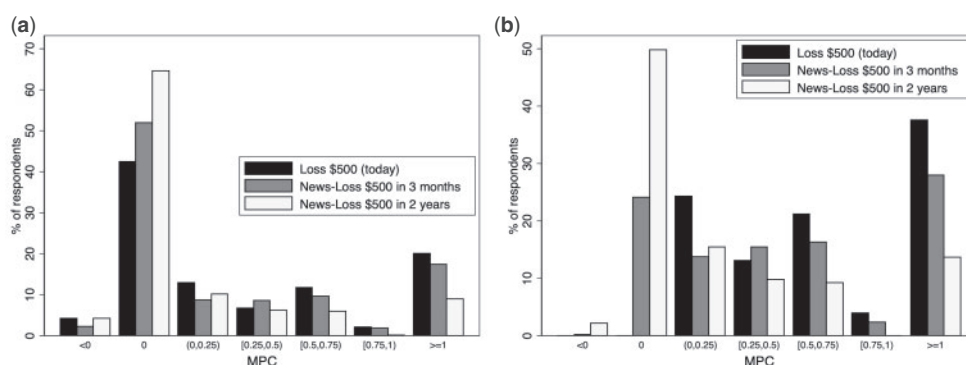 (a)
70
60
50
40
30
20
10
0
% of respondents
Loss $500 (today)
News-Loss $500 in 3 months
News-Loss $500 in 2 years
<0
0
(0,0.25)
[0.25,0.5)
[0.5,0.75)
[0.75,1)
>=1
MPC
(b)
50
40
30
20
10
0
% of respondents
Loss $500 (today)
News-Loss $500 in 3 months
News-Loss $500 in 2 years
<0
0
(0,0.25)
[0.25,0.5)
[0.5,0.75)
[0.75,1)
>=1
MPC